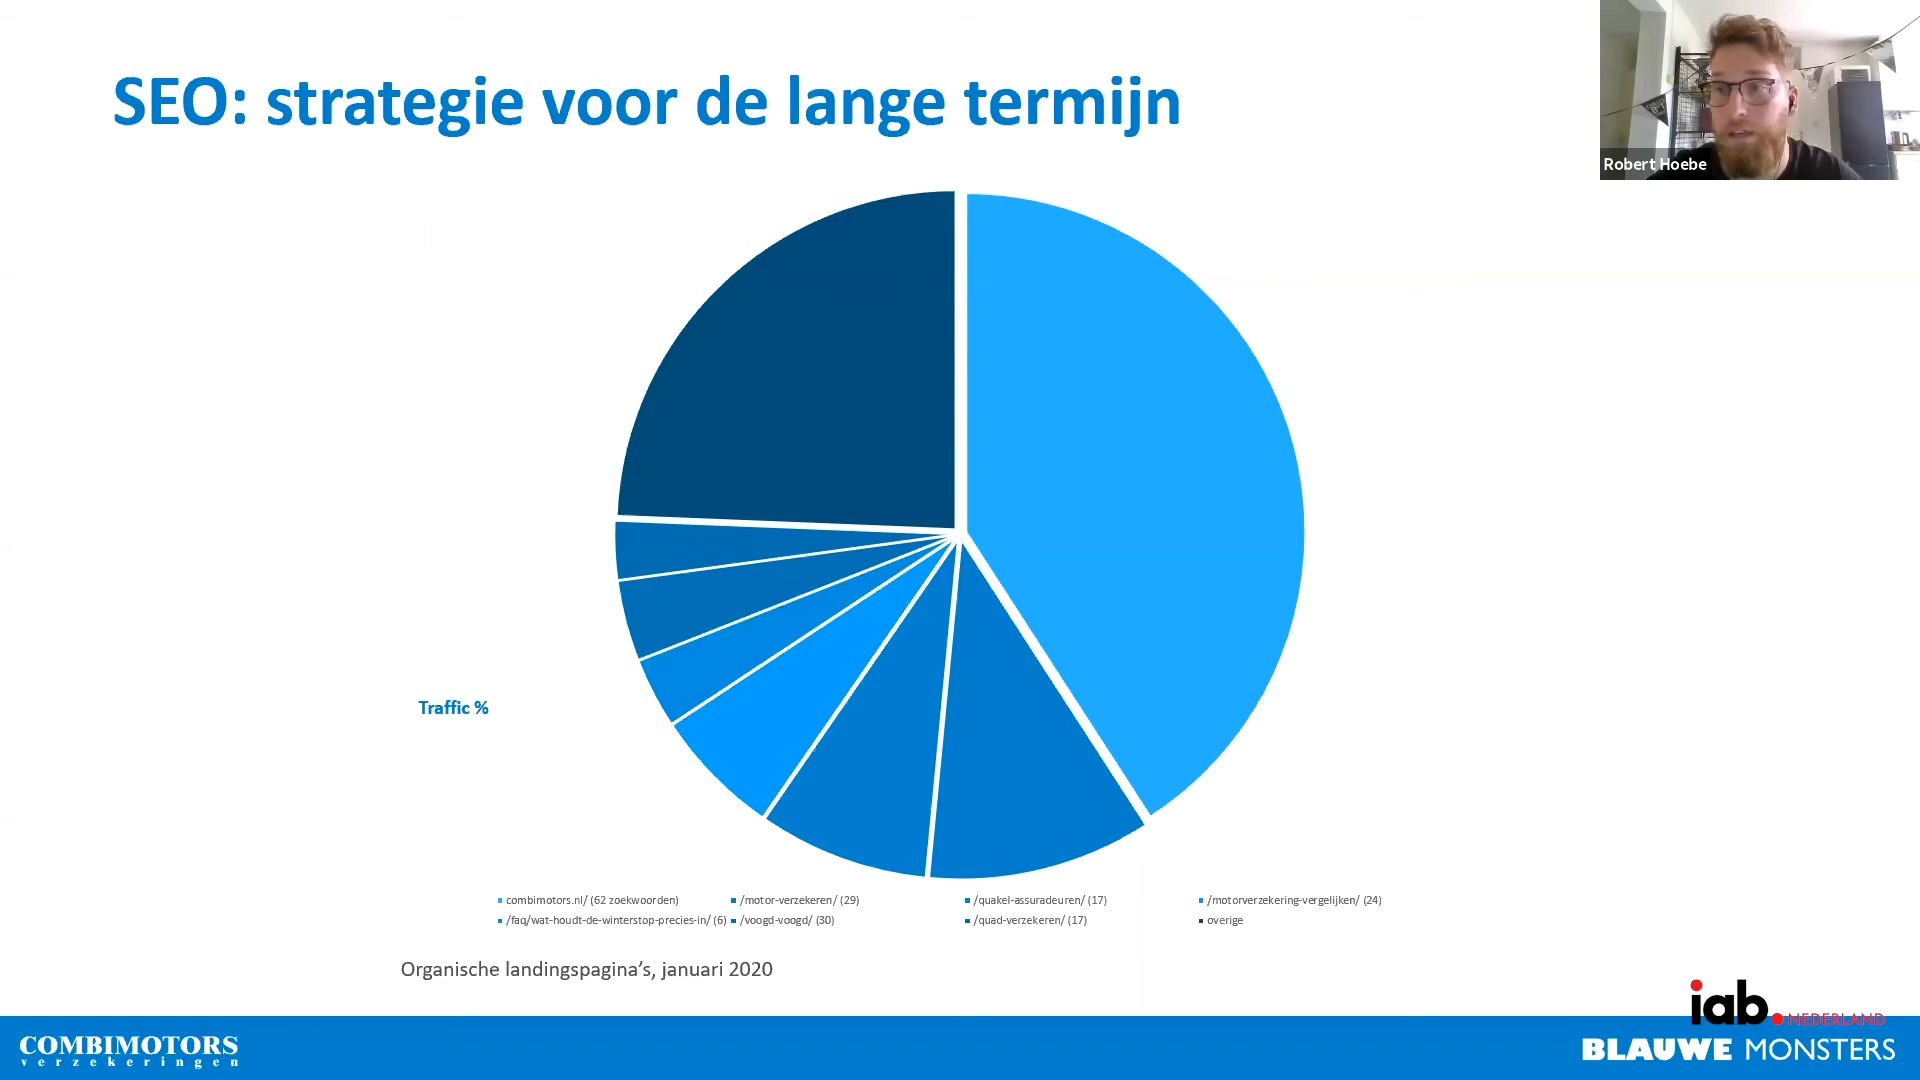 SEO: strategie voor de lange termijn
Robert Hoebe
Traffic %
combimotors.nl/ (62 zoekwoorden)
/motor-verzekeren/ (29)
/quakel-assuradeuren/ (17)
/motorverzekering-vergelijken/ (24)
/faq/wat-houdt-de-winterstop-precies-in/ (6)
/voogd-voogd/ (30)
/quad-verzekeren/ (17)
overige
Organische landingspagina’s, januari 2020
iab.NEDERLAND
COMBIMOTORS
verzekeringen
BLAUWE MONSTERS